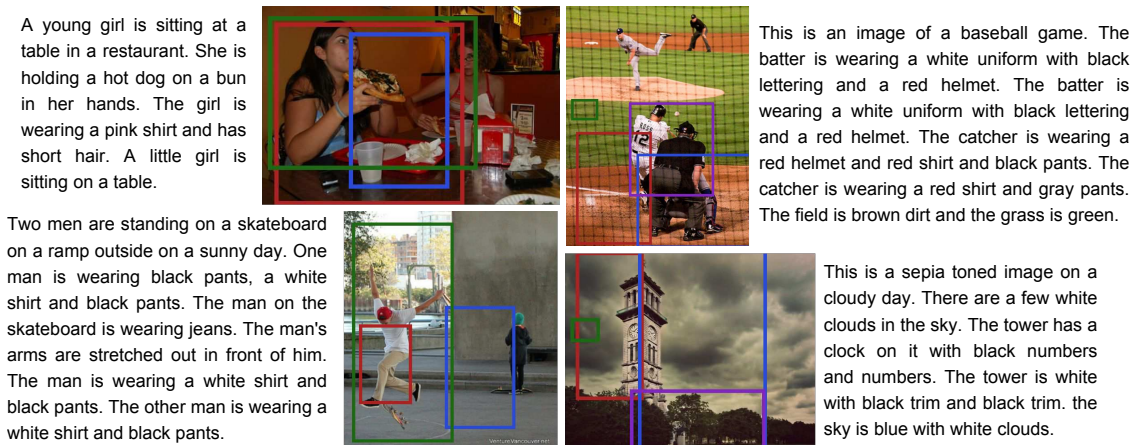 A young girl is sitting at a
table in a restaurant. She is
holding a hot dog on a bun
in her hands. The girl is
wearing a pink shirt and has
short hair. A little girl is
sitting on a table.
This is an image of a baseball game. The
batter is wearing a white uniform with black
lettering and a red helmet. The batter is
wearing a white uniform with black lettering
and a red helmet. The catcher is wearing a
red helmet and red shirt and black pants. The
catcher is wearing a red shirt and gray pants.
The field is brown dirt and the grass is green.
12
Two men are standing on a skateboard
on a ramp outside on a sunny day. One
man is wearing black pants, a white
shirt and black pants. The man on the
skateboard is wearing jeans. The man's
arms are stretched out in front of him.
The man is wearing a white shirt and
black pants. The other man is wearing a
white shirt and black pants.
VentureVancouver.net
This is a sepia toned image on a
cloudy day. There are a few white
clouds in the sky. The tower has a
clock on it with black numbers
and numbers. The tower is white
with black trim and black trim. the
sky is blue with white clouds.